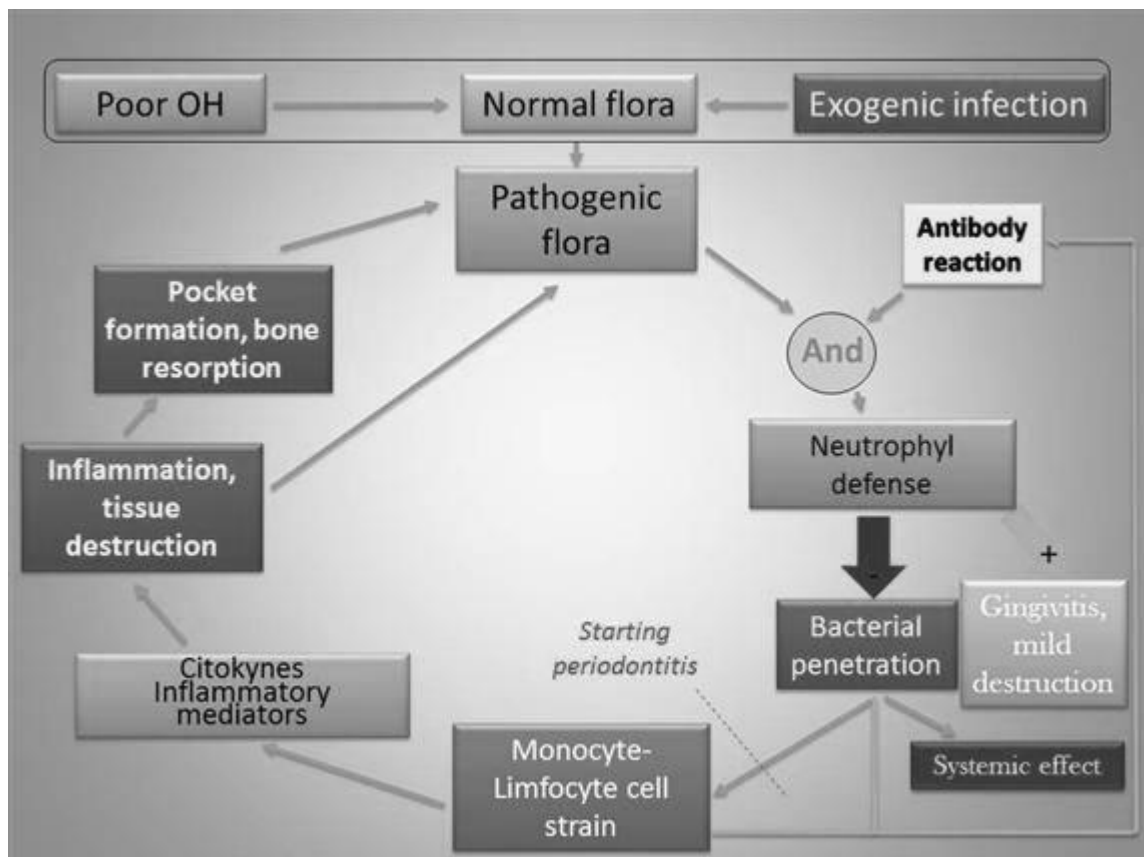 Poor OH
Normal flora
Exogenic infection
Pathogenic
flora
Antibody
reaction
And
Pocket
formation, bone
resorption
Neutrophyl
defense
Inflammation,
tissue
destruction
+
-
Bacterial
penetration
Gingivitis,
mild
destruction
Starting
periodontitis
Citokynes
Inflammatory
mediators
Systemic effect
Monocyte-
Limfocyte cell
strain